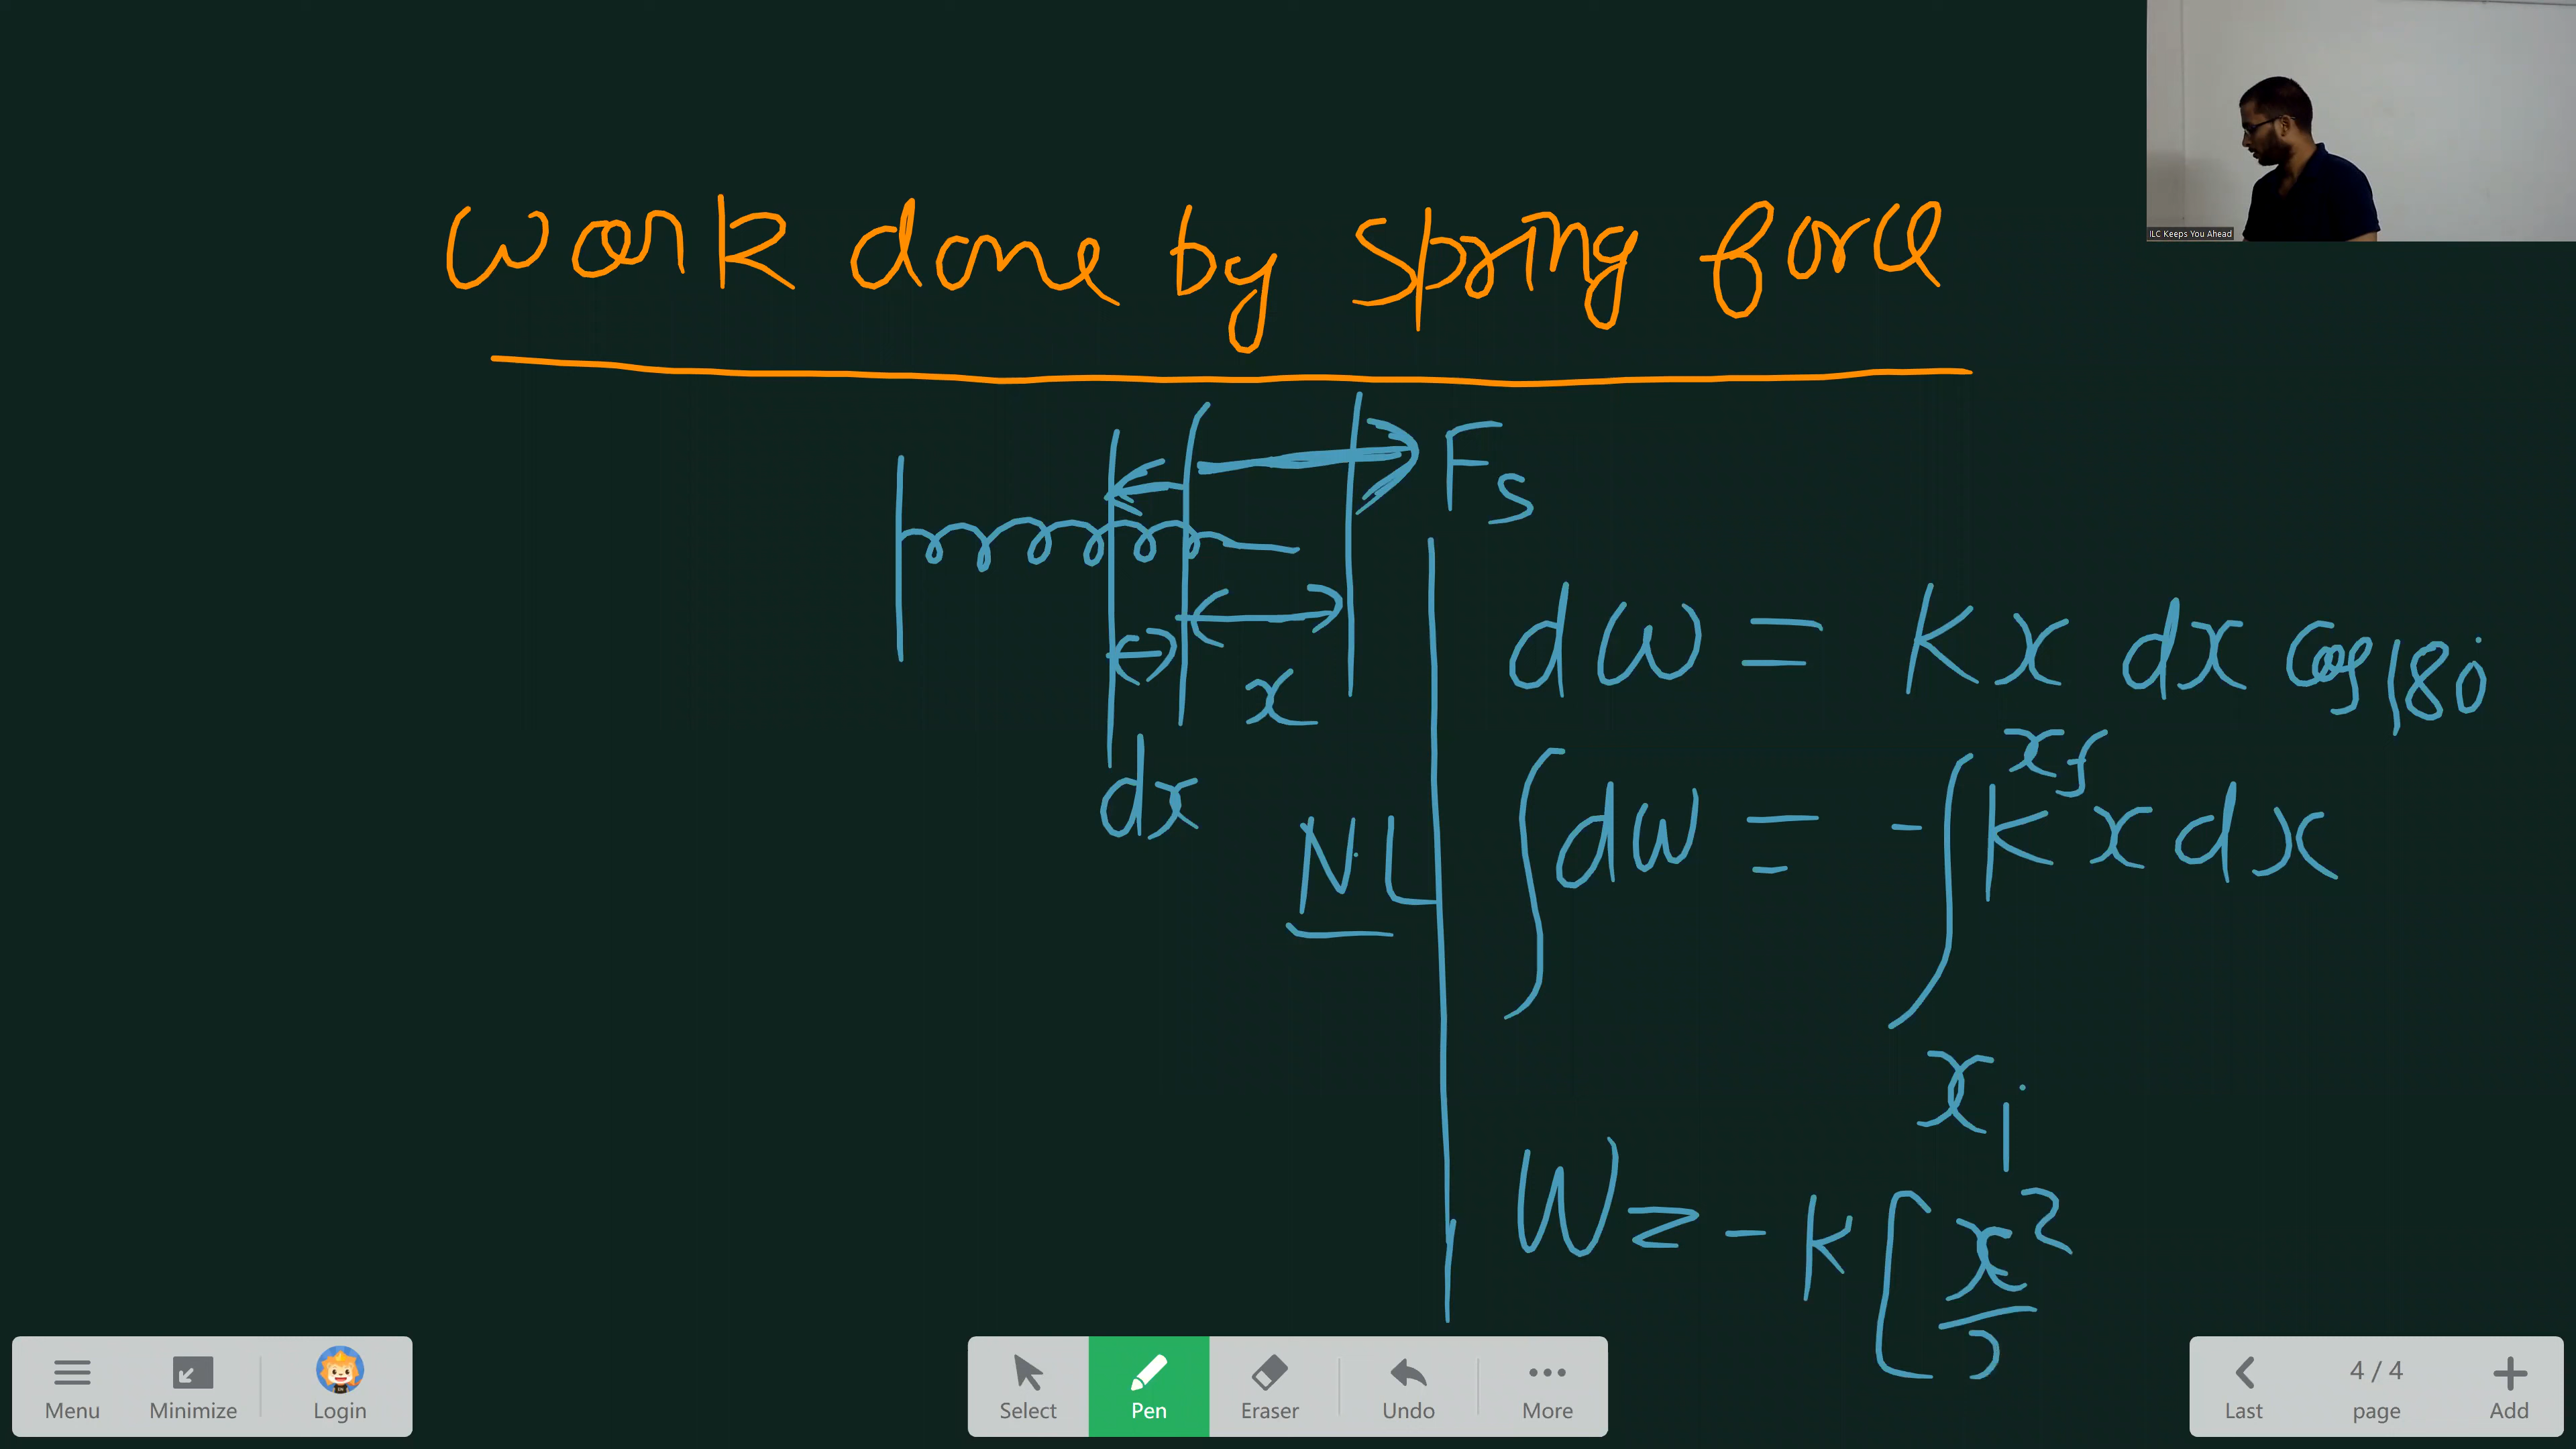 ILC Keeps You Ahead
work done by spring force
Fs
x
dx
NL
dw = Kx dx Cos180°
∫dw = -∫ K x dx
xf
xi
W = -K [x²/2
Menu Minimize Login Select Pen Eraser Undo More Last 4 / 4 page Add